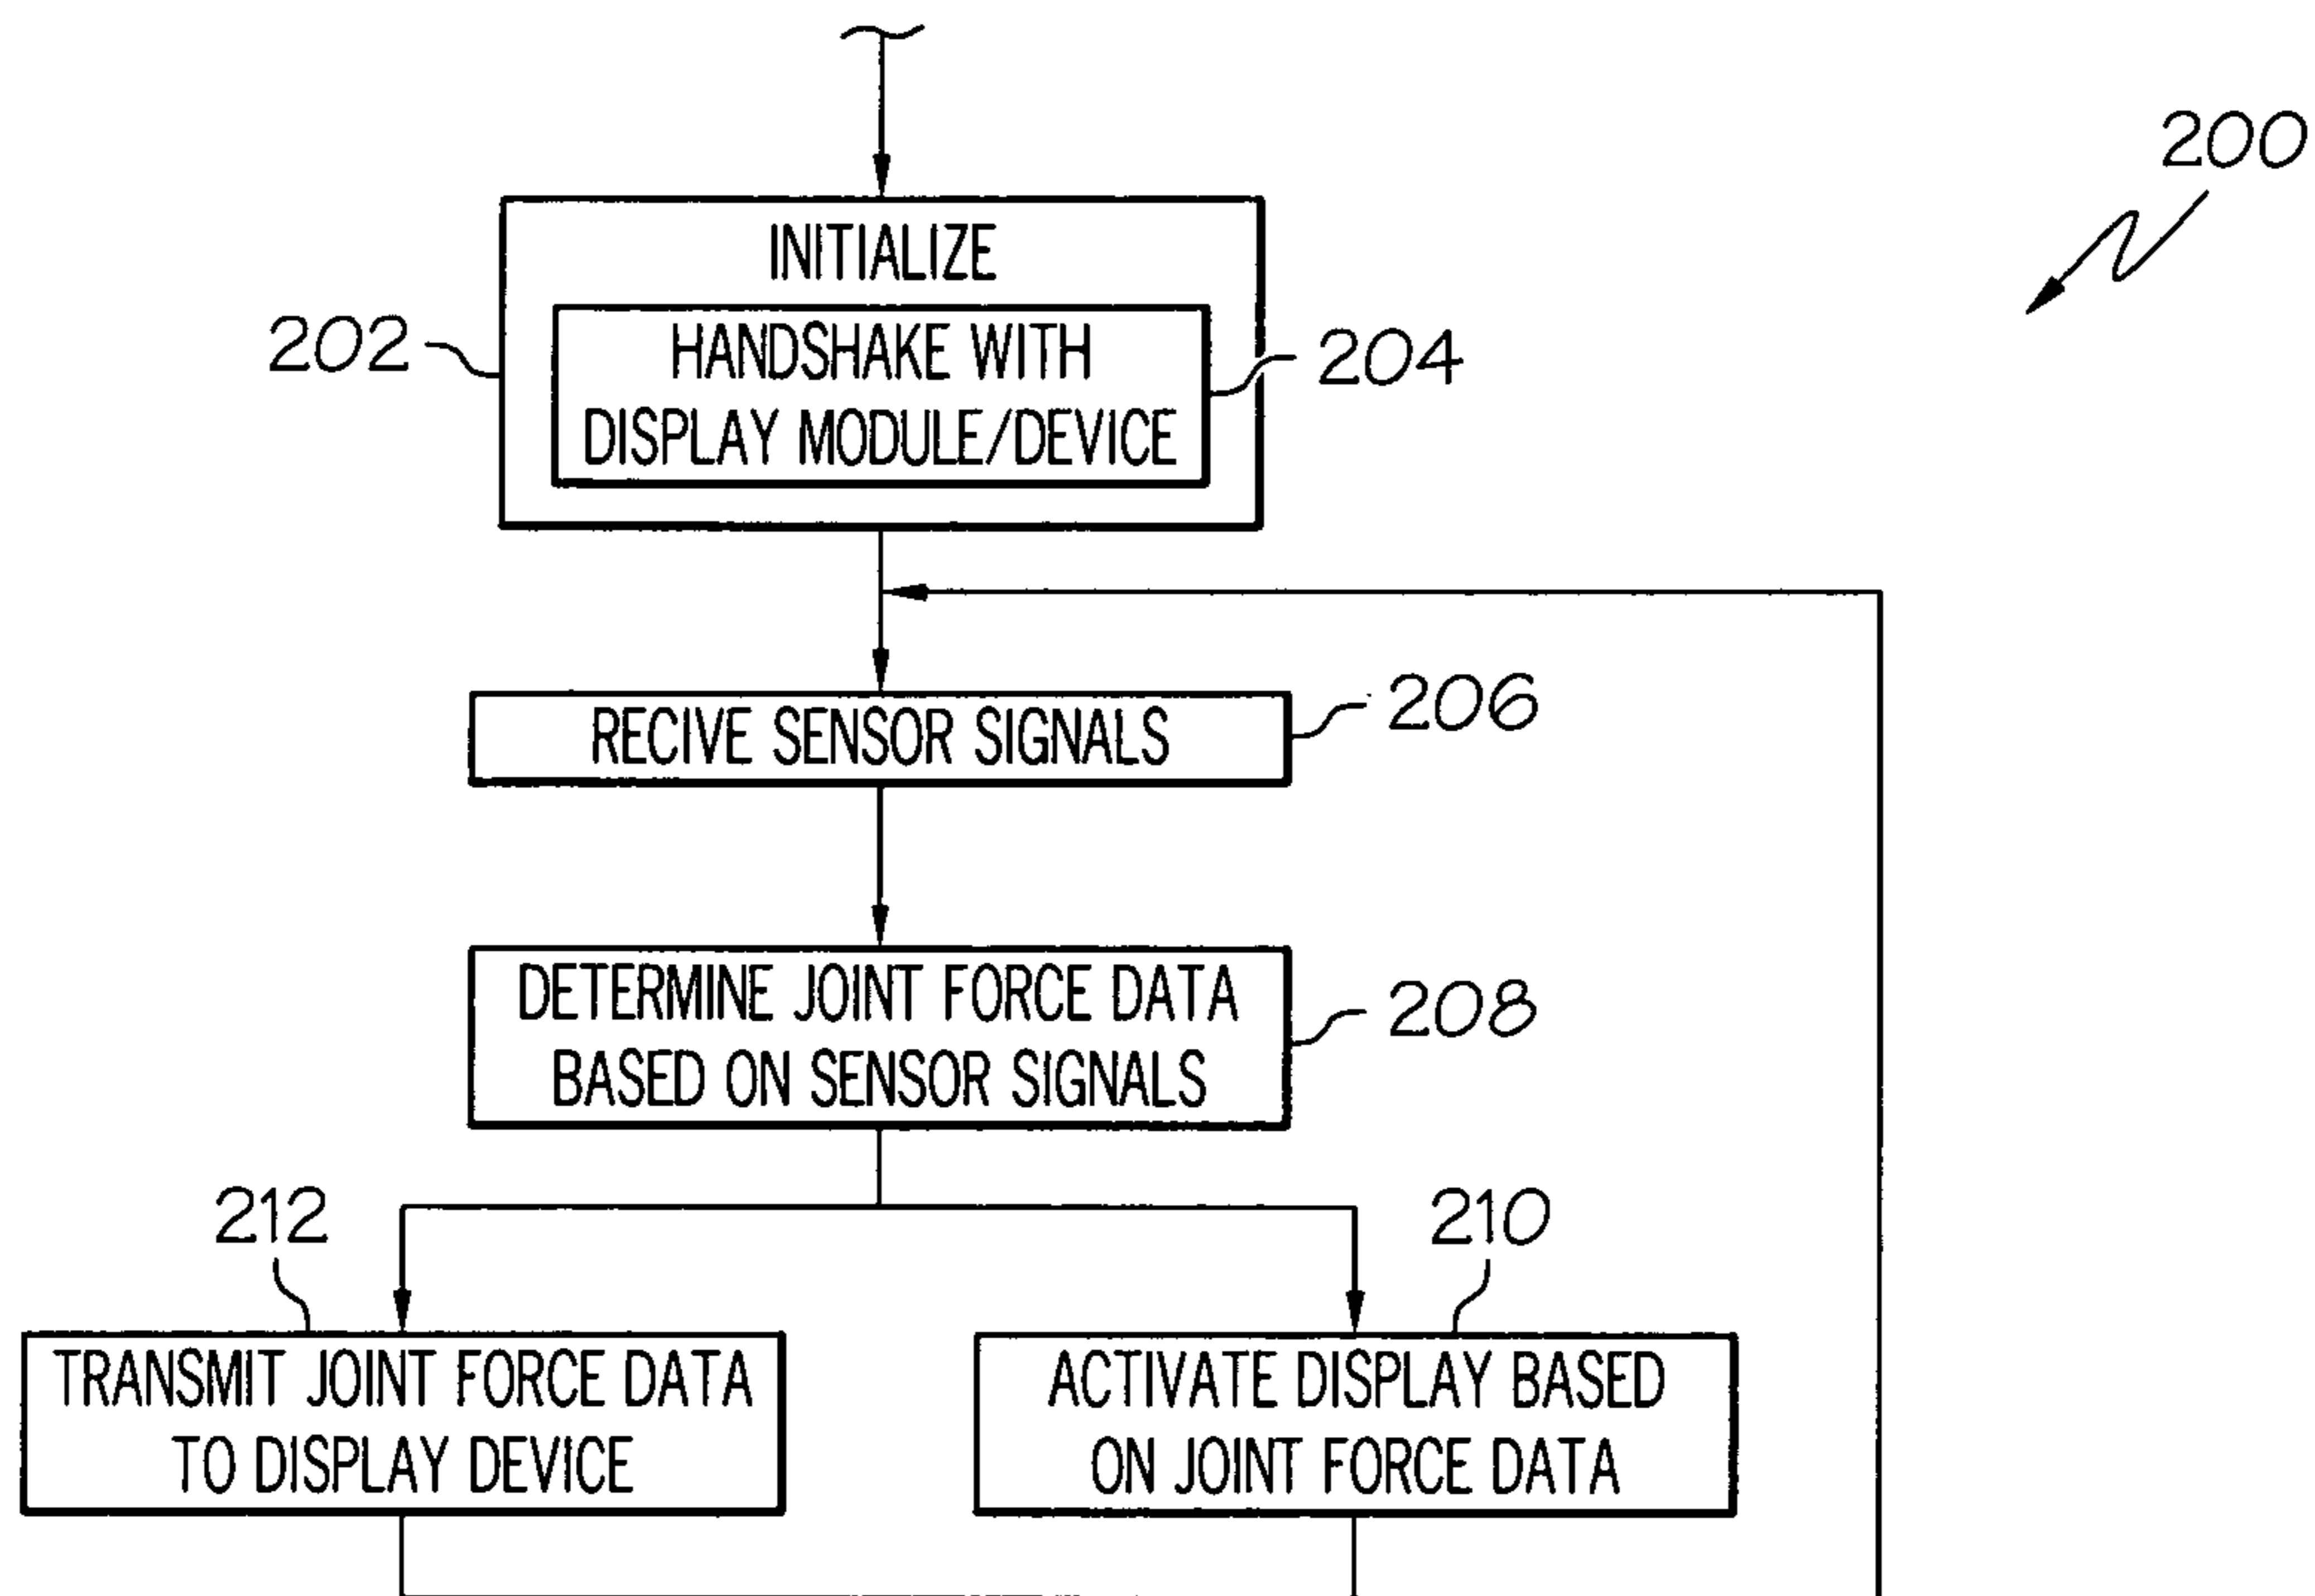 200
INITIALIZE
202
HANDSHAKE WITH
DISPLAY MODULE/DEVICE
204
RECIVE SENSOR SIGNALS
206
DETERMINE JOINT FORCE DATA
BASED ON SENSOR SIGNALS
208
212
210
TRANSMIT JOINT FORCE DATA
TO DISPLAY DEVICE
ACTIVATE DISPLAY BASED
ON JOINT FORCE DATA